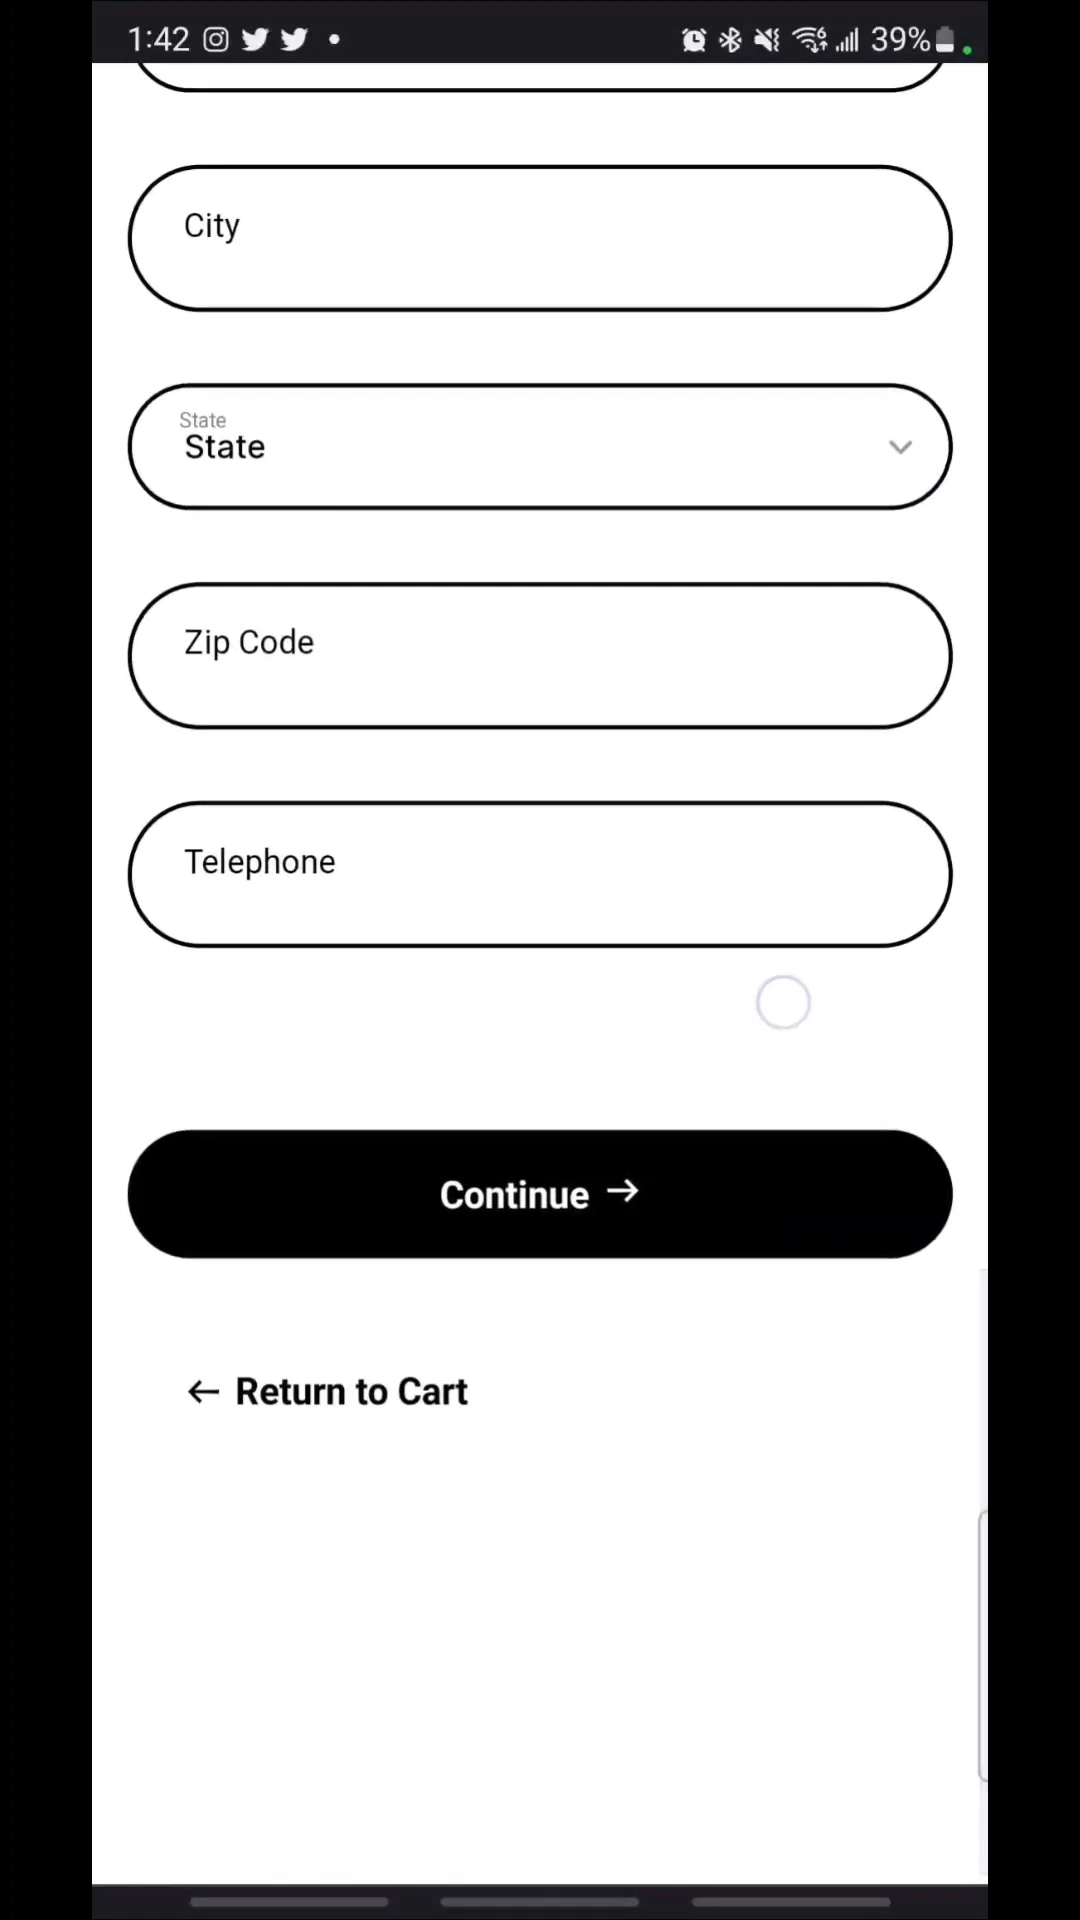 1:42 39%
City
State
State
Zip Code
Telephone
Continue →
← Return to Cart